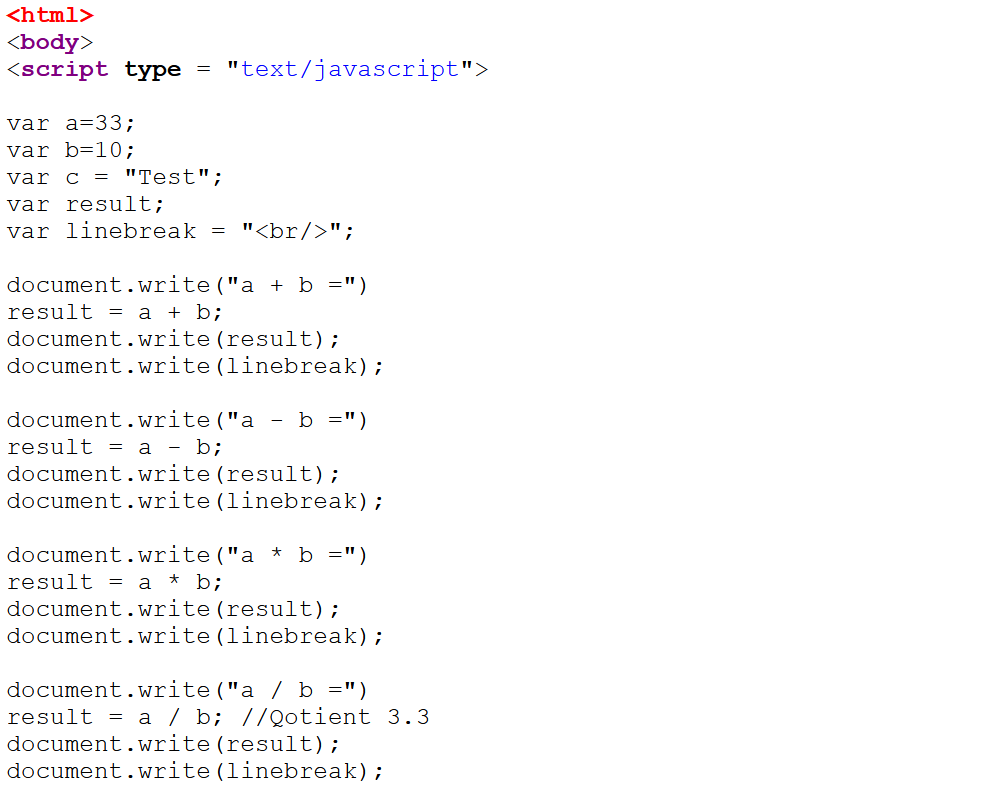 <html>
<body>
<script type = "text/javascript">
var a=33;
var b=10;
var c = "Test";
var result;
var linebreak = "<br/>";
document.write("a + b =")
result = a + b;
document.write(result);
document.write(linebreak);
document.write("a - b =")
result = a - b;
document.write(result);
document.write(linebreak);
document.write("a * b =")
result = a * b;
document.write(result);
document.write(linebreak);
document.write("a / b =")
result = a / b; //Qotient 3.3
document.write(result);
document.write(linebreak);